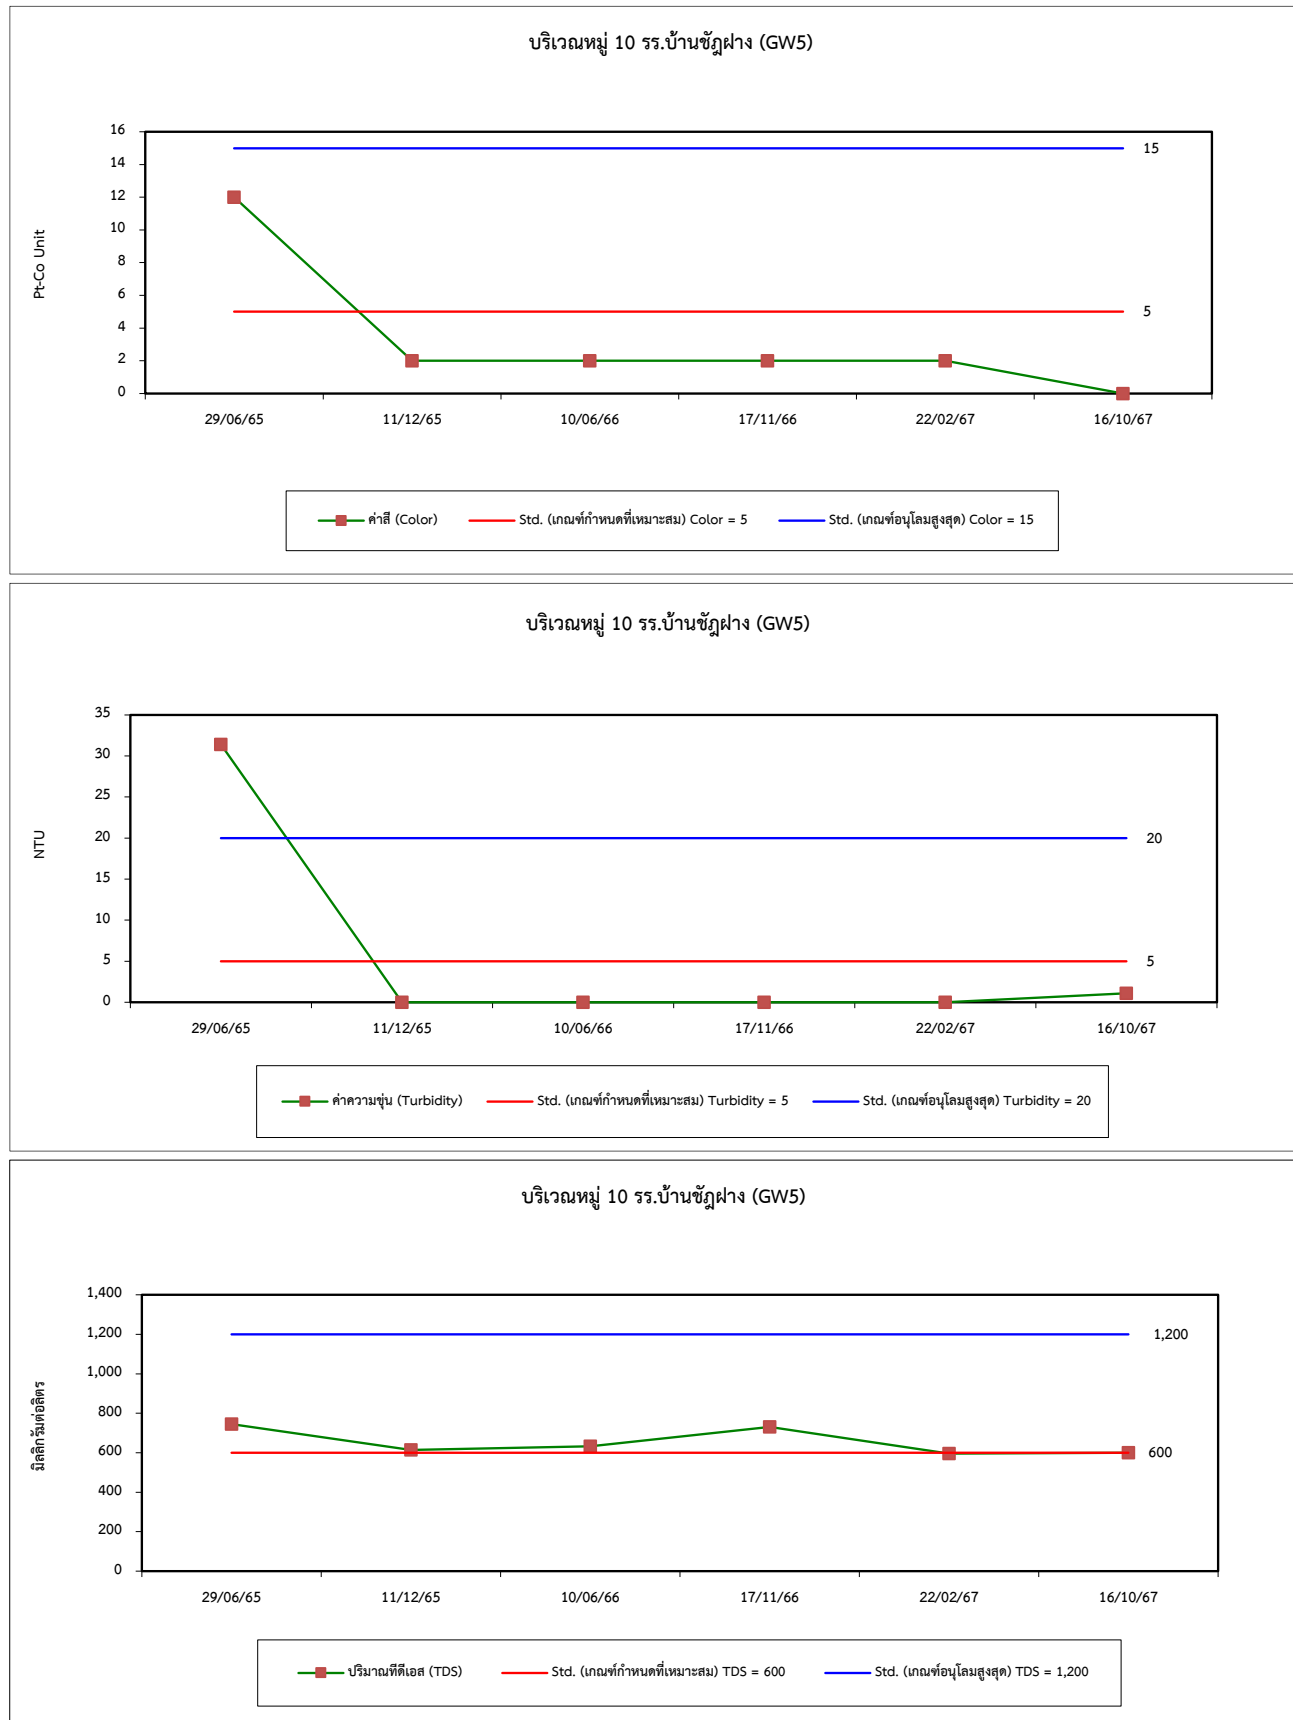 บริเวณหมู่ 10 รร.บ้านชัฎฝาง (GW5)
16
14
12
10
8
6
4
2
0
Pt-Co Unit
15
5
29/06/65 11/12/65 10/06/66 17/11/66 22/02/67 16/10/67
ค่าสี (Color) Std. (เกณฑ์กำหนดที่เหมาะสม) Color = 5 Std. (เกณฑ์อนุโลมสูงสุด) Color = 15
บริเวณหมู่ 10 รร.บ้านชัฎฝาง (GW5)
35
30
25
20
15
10
5
0
NTU
20
5
29/06/65 11/12/65 10/06/66 17/11/66 22/02/67 16/10/67
ค่าความขุ่น (Turbidity) Std. (เกณฑ์กำหนดที่เหมาะสม) Turbidity = 5 Std. (เกณฑ์อนุโลมสูงสุด) Turbidity = 20
บริเวณหมู่ 10 รร.บ้านชัฎฝาง (GW5)
1,400
1,200
1,000
800
600
400
200
0
มิลลิกรัมต่อลิตร
1,200
600
29/06/65 11/12/65 10/06/66 17/11/66 22/02/67 16/10/67
ปริมาณทีดีเอส (TDS) Std. (เกณฑ์กำหนดที่เหมาะสม) TDS = 600 Std. (เกณฑ์อนุโลมสูงสุด) TDS = 1,200